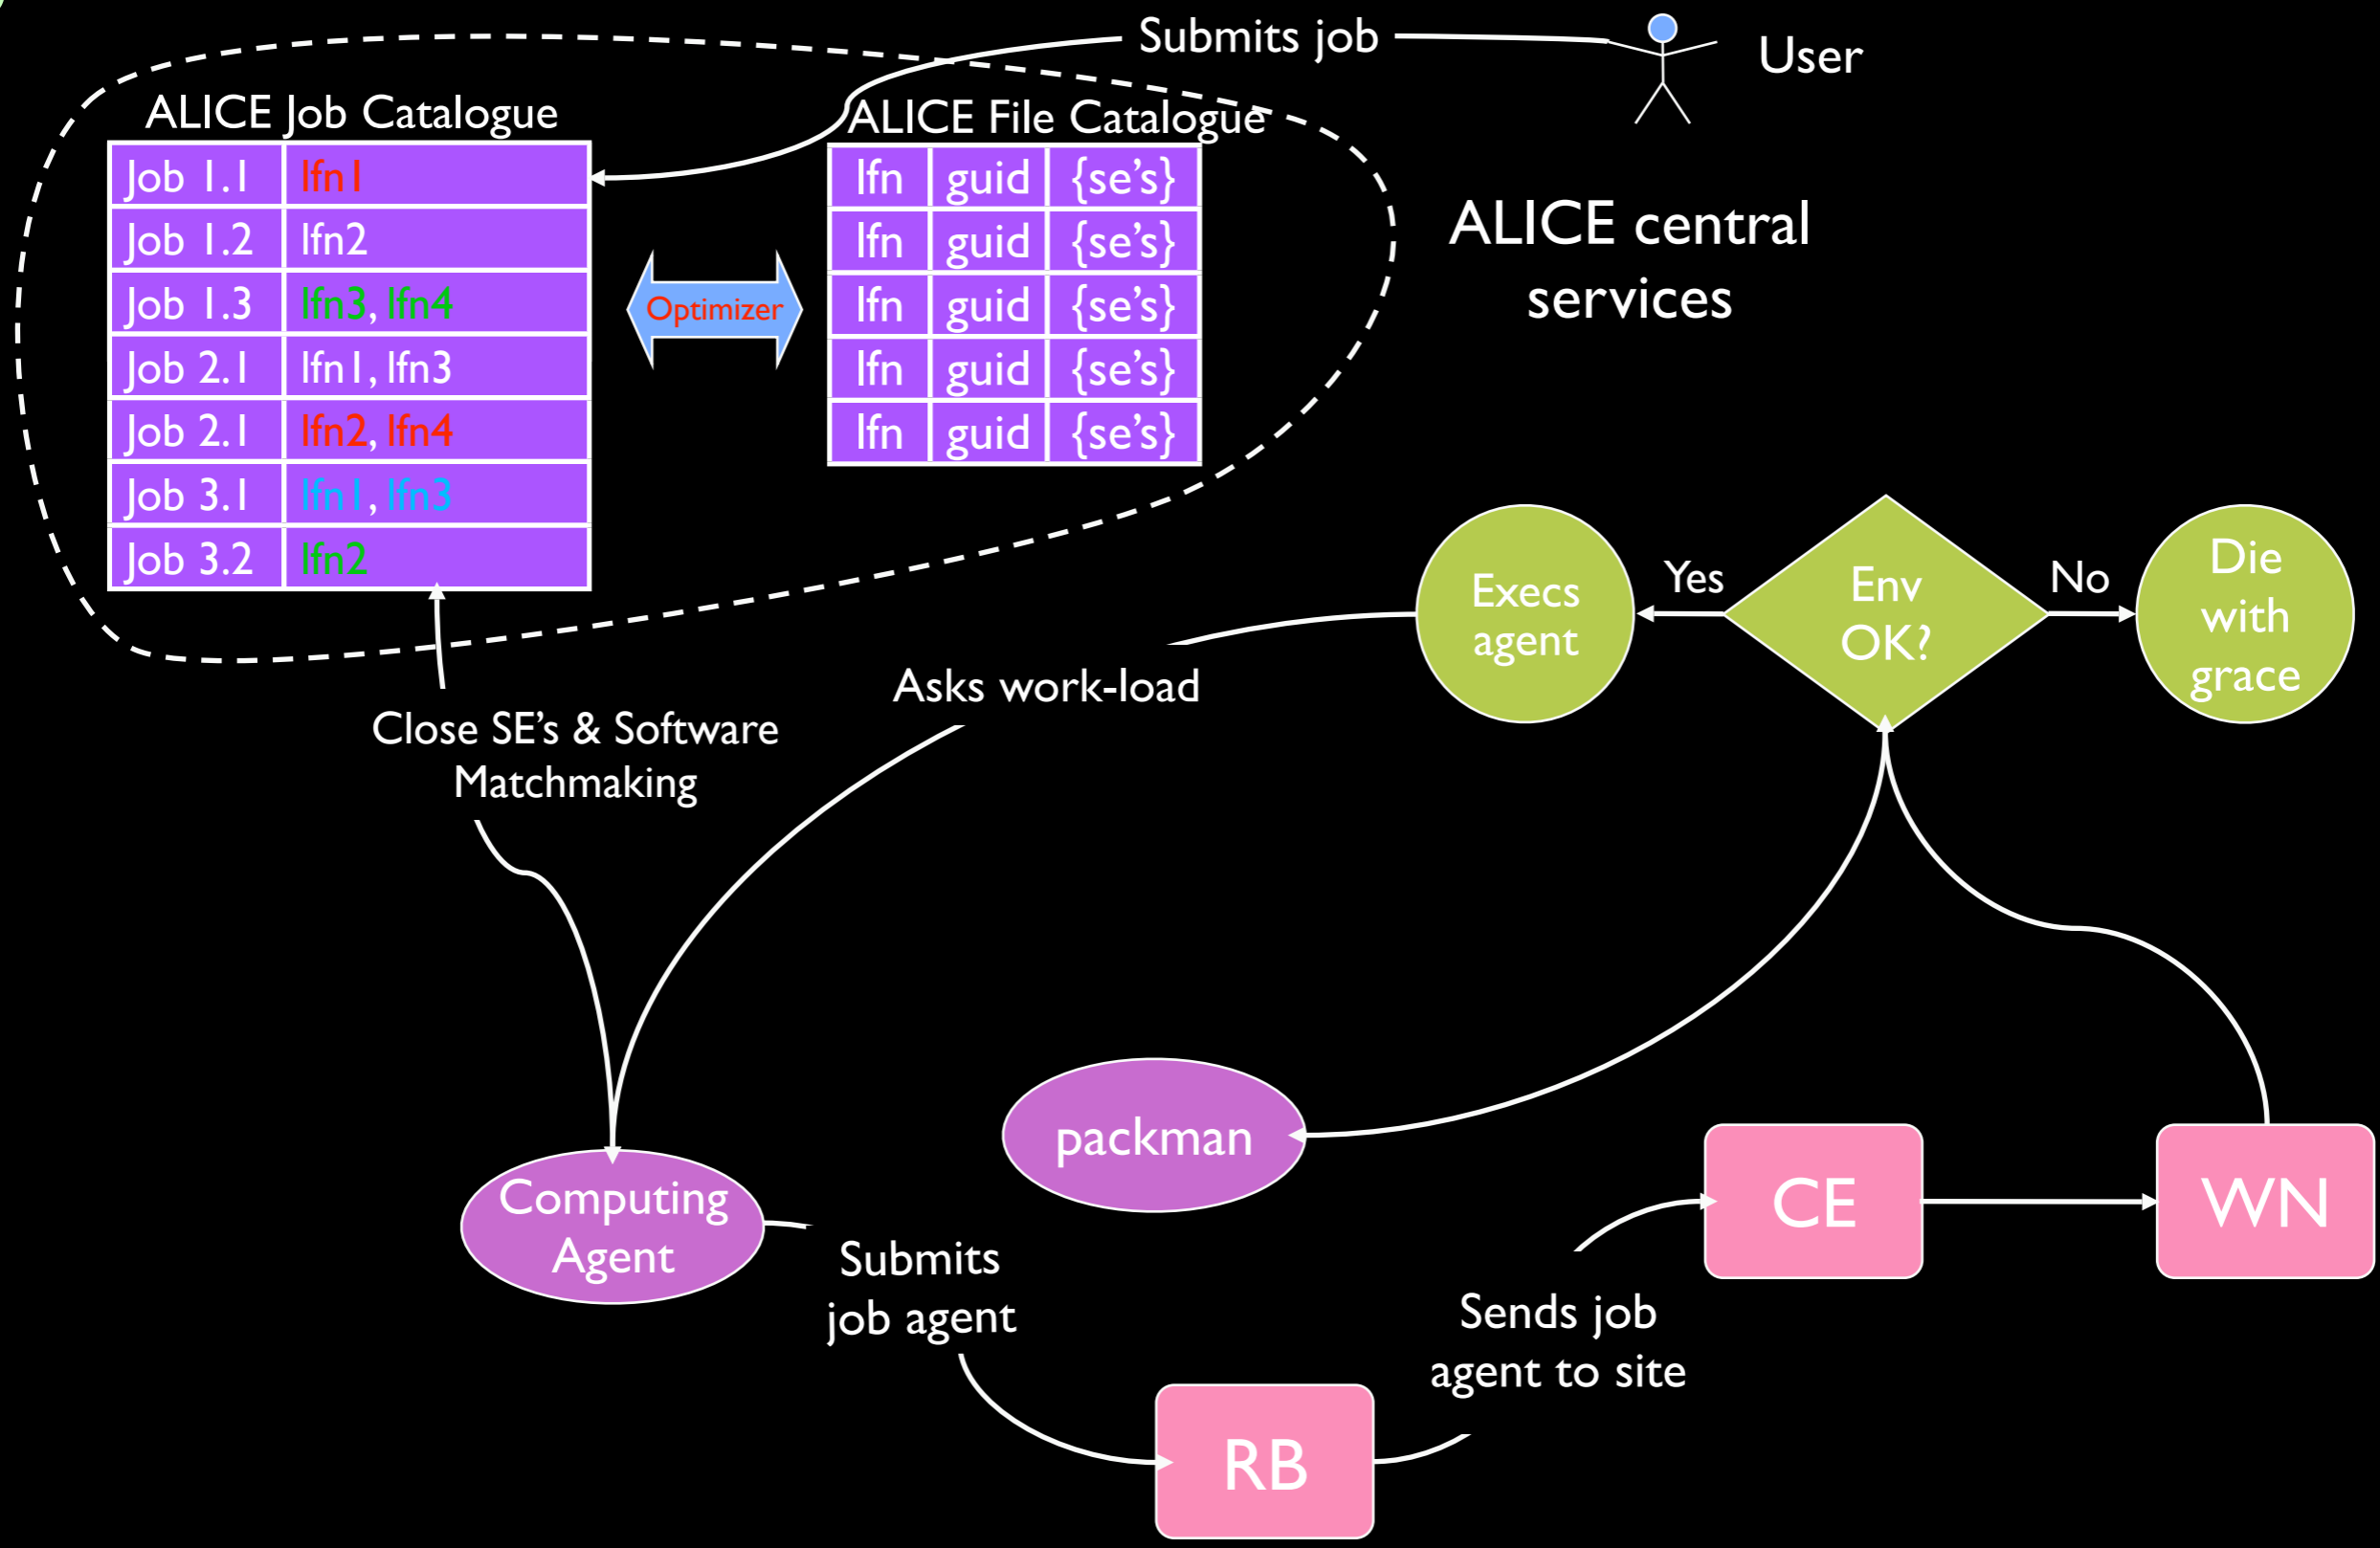 Submits job
User
ALICE Job Catalogue
Job 1.1 lfn1
Job 1.2 lfn2
Job 1.3 lfn3, lfn4
Job 2.1 lfn1, lfn3
Job 2.1 lfn2, lfn4
Job 3.1 lfn1, lfn3
Job 3.2 lfn2
Optimizer
ALICE File Catalogue
lfn guid {se’s}
lfn guid {se’s}
lfn guid {se’s}
lfn guid {se’s}
lfn guid {se’s}
ALICE central
services
Execs
agent
Yes
Env
OK?
No
Die
with
grace
Asks work-load
Close SE’s & Software
Matchmaking
packman
Computing
Agent
Submits
job agent
CE
WN
Sends job
agent to site
RB